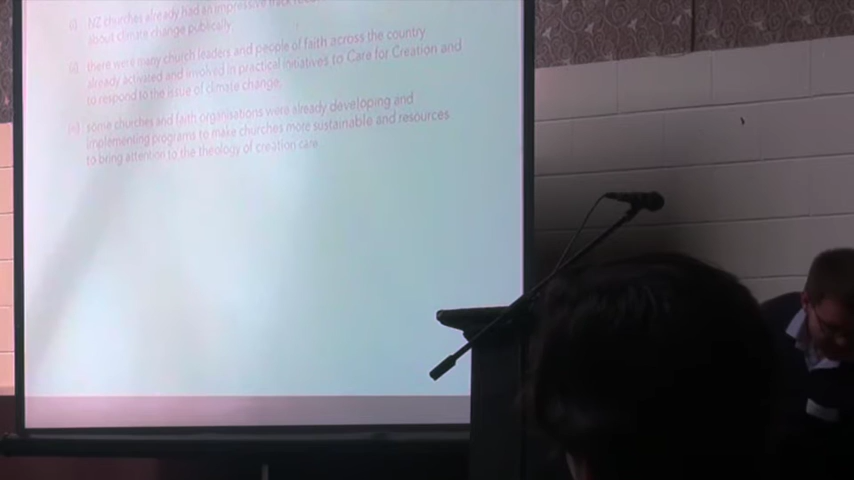 (i) NZ churches already had an impressive track
about climate change publically.
(ii) there were many church leaders and people of faith across the country
already activated and involved in practical initiatives to Care for Creation and
to respond to the issue of climate change.
(iii) some churches and faith organisations were already developing and
implementing programs to make churches more sustainable and resources
to bring attention to the theology of creation care.